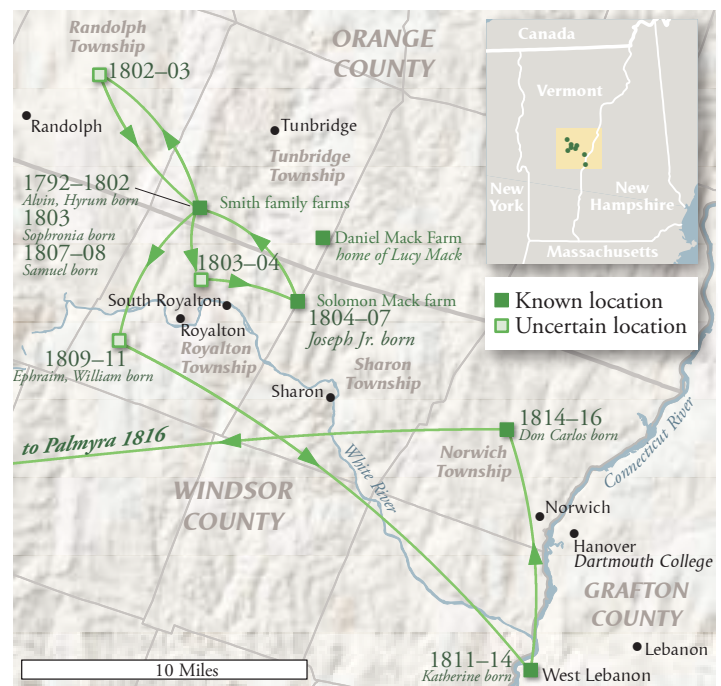 Randolph
Township
1802–03
ORANGE
COUNTY
Randolph
Tunbridge
Tunbridge
Township
1792–1802
Alvin, Hyrum born
1803
Sophronia born
1807–08
Samuel born
Smith family farms
Daniel Mack Farm
home of Lucy Mack
1803–04
South Royalton
Royalton
Royalton
Township
Solomon Mack farm
1804–07
Joseph Jr. born
1809–11
Ephraim, William born
Sharon
Township
Sharon
to Palmyra 1816
1814–16
Don Carlos born
Norwich
Township
White River
Connecticut River
WINDSOR
COUNTY
Norwich
Hanover
Dartmouth College
GRAFTON
COUNTY
Lebanon
1811–14
Katherine born
West Lebanon
10 Miles
Canada
Vermont
New
York
New
Hampshire
Massachusetts
Known location
Uncertain location